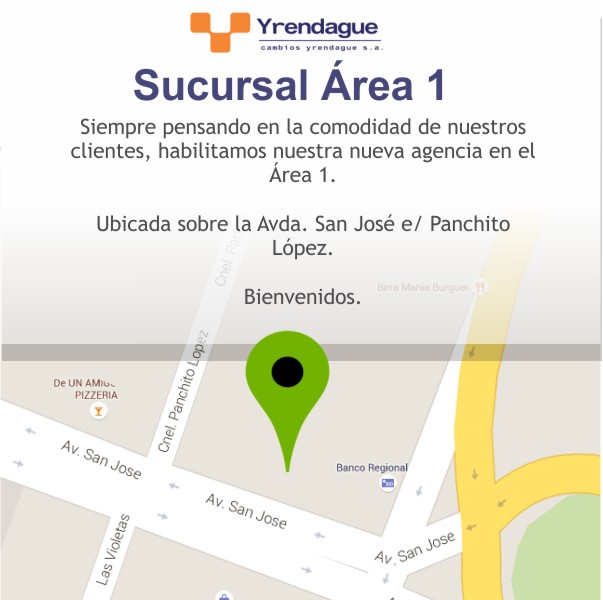 Yrendague
cambios yrendague s.a.
Sucursal Área 1
Siempre pensando en la comodidad de nuestros
clientes, habilitamos nuestra nueva agencia en el
Área 1.
Ubicada sobre la Avda. San José e/ Panchito
López.
Bienvenidos.
Cnel. Pan
Birra Mania Burguer
Cnel. Panchito Lopez
De UN AMIG
PIZZERIA
Av. San Jose
Banco Regional
Av. San Jose
Av. San Jose
Las Violetas